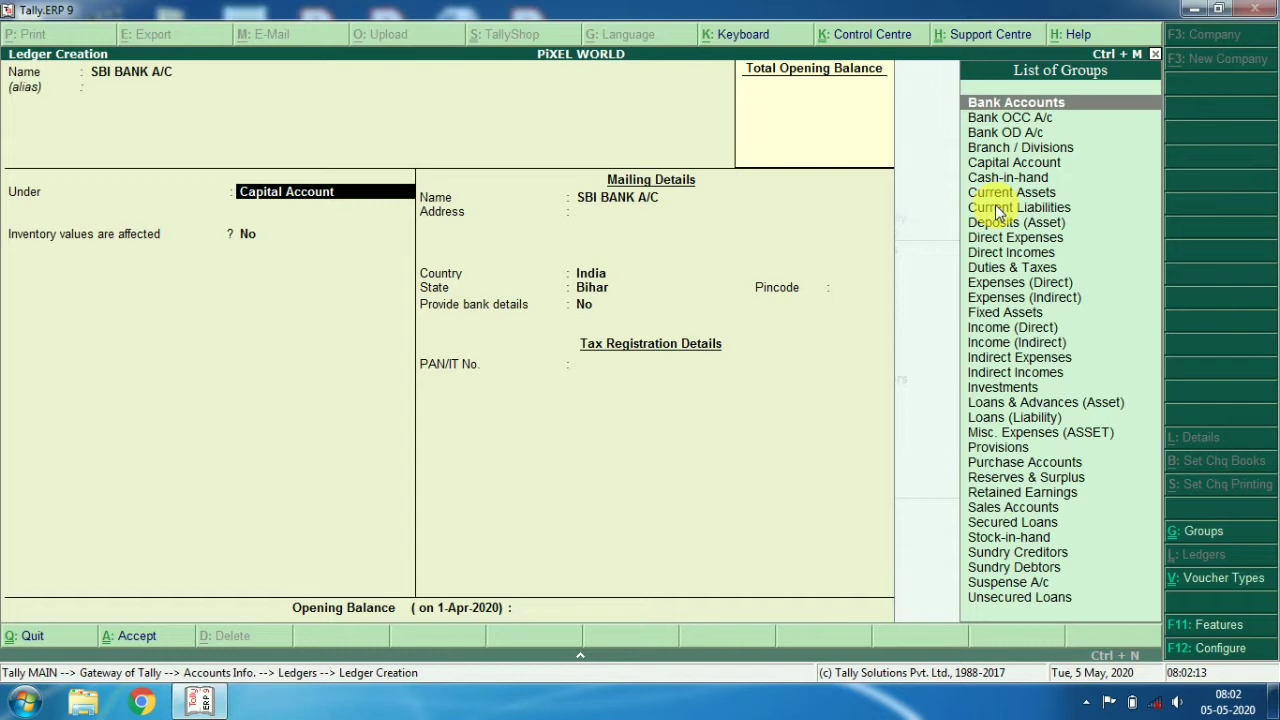 Tally.ERP 9
P: Print
E: Export
M: E-Mail
O: Upload
S: TallyShop
G: Language
K: Keyboard
K: Control Centre
H: Support Centre
H: Help
F3: Company
F3: New Company
Ledger Creation
PiXEL WORLD
Ctrl + M
Name : SBI BANK A/C
(alias) :
Total Opening Balance
List of Groups
Bank Accounts
Bank OCC A/c
Bank OD A/c
Branch / Divisions
Capital Account
Cash-in-hand
Current Assets
Current Liabilities
Deposits (Asset)
Direct Expenses
Direct Incomes
Duties & Taxes
Expenses (Direct)
Expenses (Indirect)
Fixed Assets
Income (Direct)
Income (Indirect)
Indirect Expenses
Indirect Incomes
Investments
Loans & Advances (Asset)
Loans (Liability)
Misc. Expenses (ASSET)
Provisions
Purchase Accounts
Reserves & Surplus
Retained Earnings
Sales Accounts
Secured Loans
Stock-in-hand
Sundry Creditors
Sundry Debtors
Suspense A/c
Unsecured Loans
Under : Capital Account
Inventory values are affected ? No
Mailing Details
Name : SBI BANK A/C
Address :
Country : India
State : Bihar
Pincode :
Provide bank details : No
Tax Registration Details
PAN/IT No. :
L: Details
B: Set Chq Books
S: Set Chq Printing
G: Groups
L: Ledgers
V: Voucher Types
F11: Features
F12: Configure
Opening Balance ( on 1-Apr-2020) :
Q: Quit
A: Accept
D: Delete
Ctrl + N
Tally MAIN --> Gateway of Tally --> Accounts Info. --> Ledgers --> Ledger Creation
(c) Tally Solutions Pvt. Ltd., 1988-2017
Tue, 5 May, 2020
08:02:13
08:02
05-05-2020